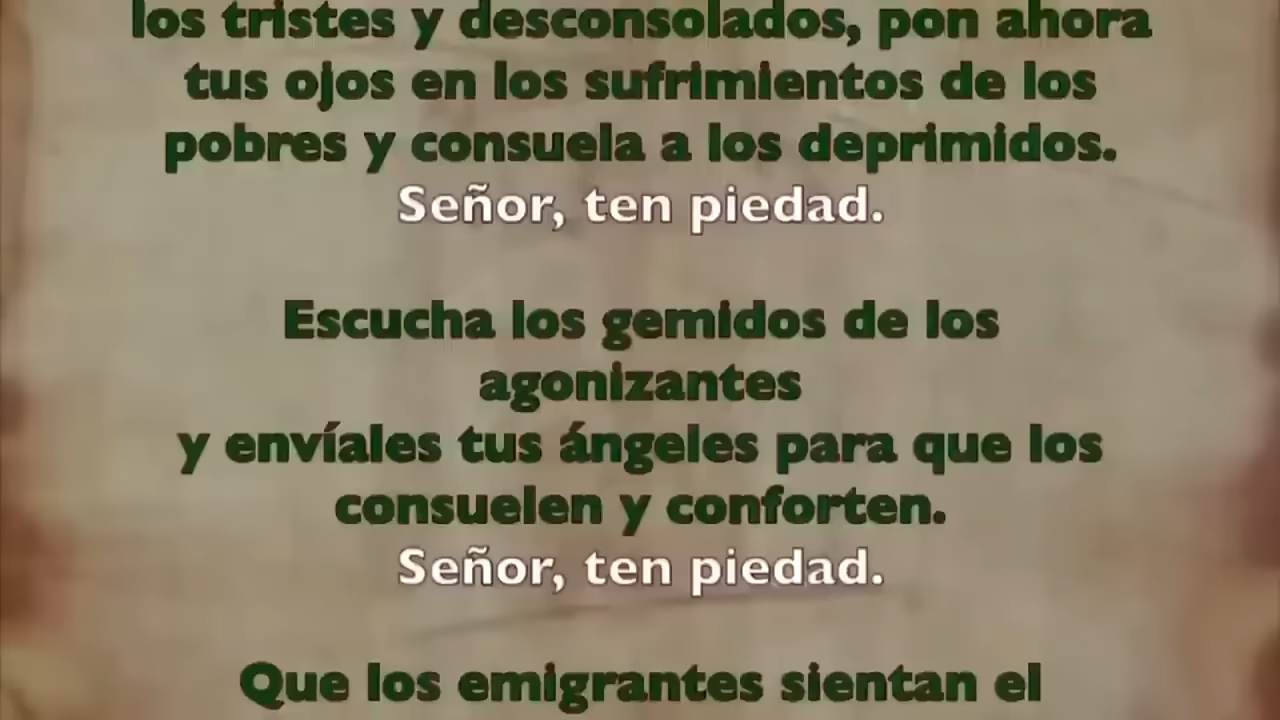 los tristes y desconsolados, pon ahora
tus ojos en los sufrimientos de los
pobres y consuela a los deprimidos.
Señor, ten piedad.
Escucha los gemidos de los
agonizantes
y envíales tus ángeles para que los
consuelen y conforten.
Señor, ten piedad.
Que los emigrantes sientan el